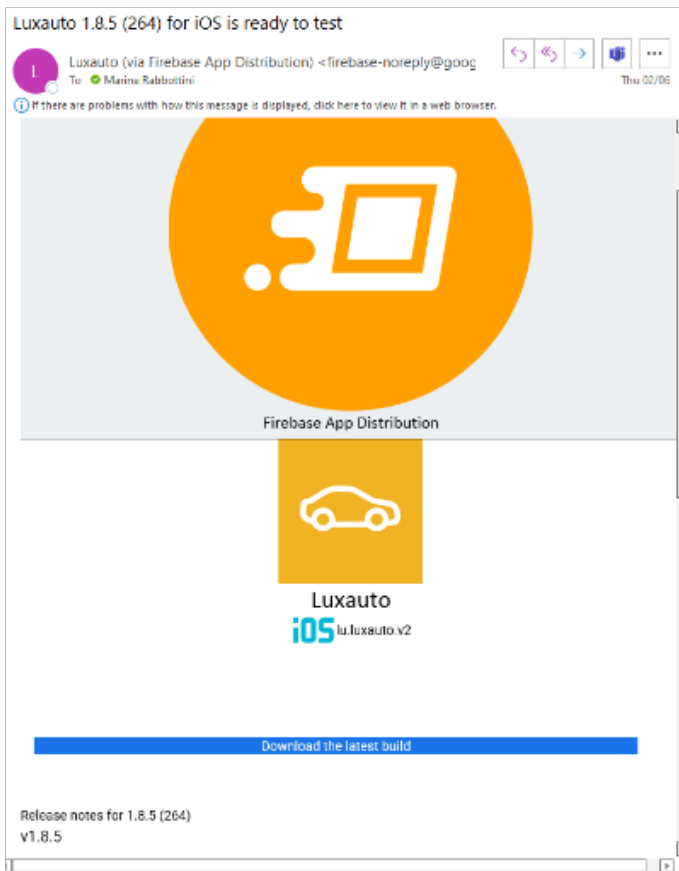 Luxauto 1.8.5 (264) for iOS is ready to test
L
Luxauto (via Firebase App Distribution) <firebase-noreply@goog
To Marine Rabbottini
Thu 02/06
If there are problems with how this message is displayed, click here to view it in a web browser.
Firebase App Distribution
Luxauto
iOS lu.luxauto.v2
Download the latest build
Release notes for 1.8.5 (264)
v1.8.5